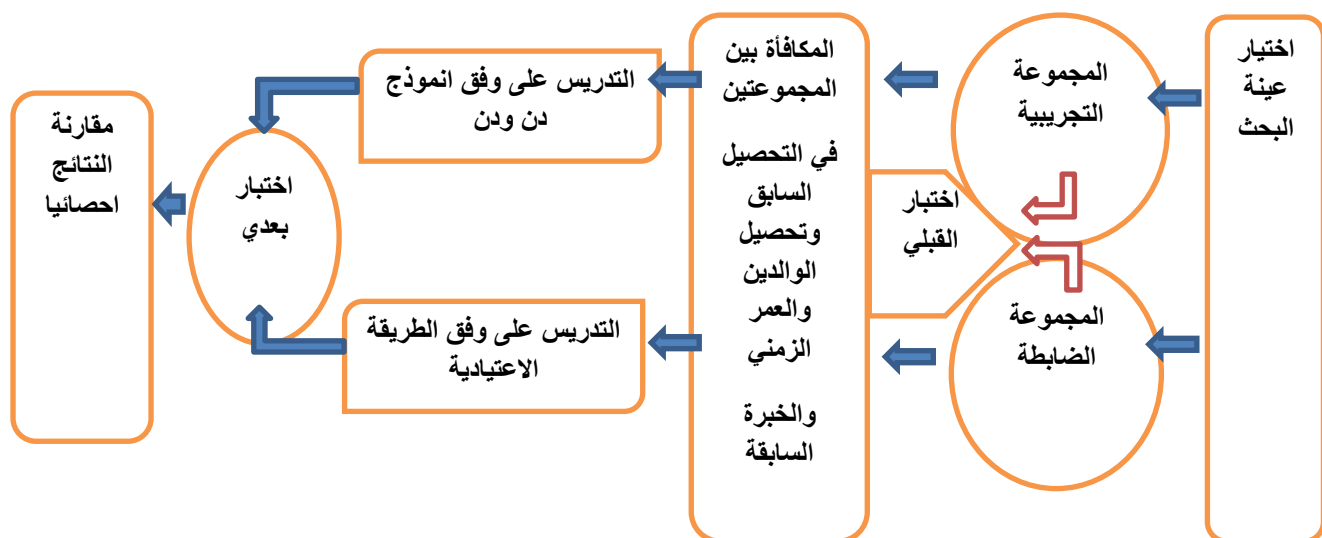 اختيار
عينة
البحث
المجموعة
التجريبية
المجموعة
الضابطة
اختبار
القبلي
المكافأة بين
المجموعتين
في التحصيل
السابق
وتحصيل
الوالدين
والعمر
الزمني
والخبرة
السابقة
التدريس على وفق انموذج
دن ودن
التدريس على وفق الطريقة
الاعتيادية
اختبار
بعدي
مقارنة
النتائج
احصائيا